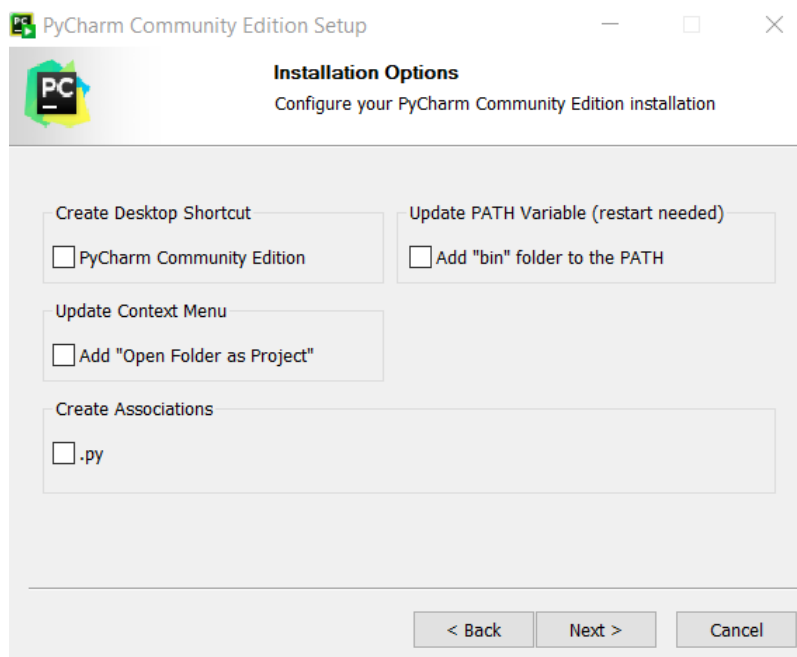 PyCharm Community Edition Setup
PC
Installation Options
Configure your PyCharm Community Edition installation
Create Desktop Shortcut
PyCharm Community Edition
Update PATH Variable (restart needed)
Add "bin" folder to the PATH
Update Context Menu
Add "Open Folder as Project"
Create Associations
.py
< Back
Next >
Cancel